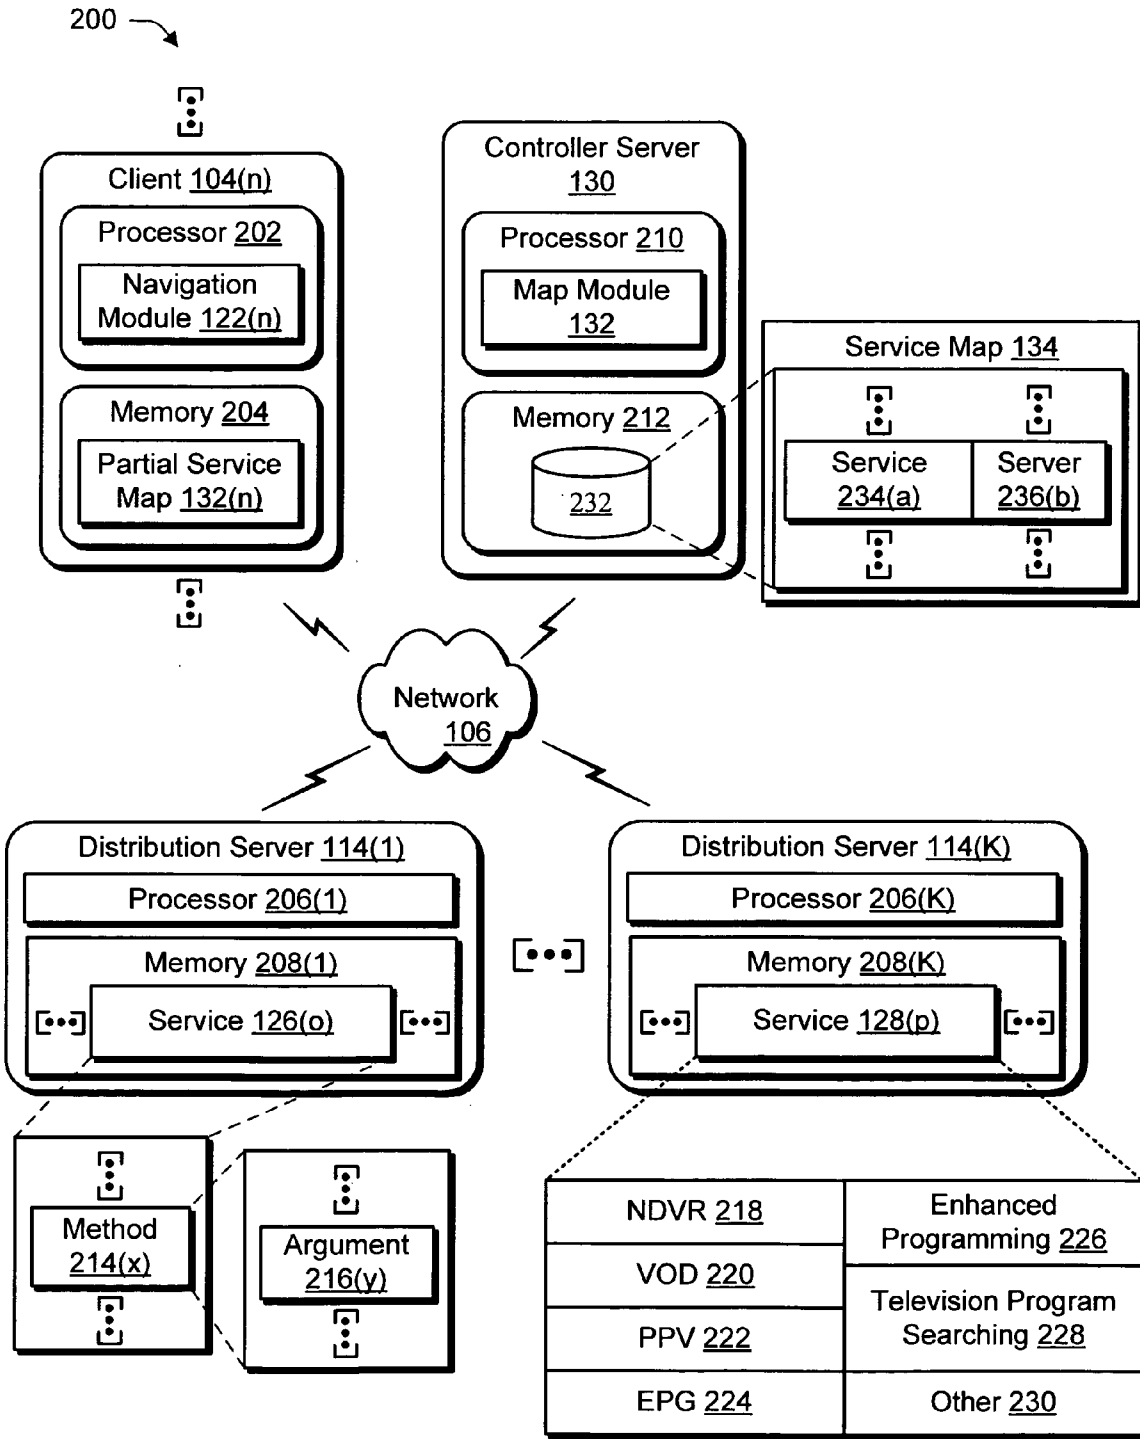 200
Client 104(n)
Processor 202
Navigation
Module 122(n)
Memory 204
Partial Service
Map 132(n)
Controller Server
130
Processor 210
Map Module
132
Memory 212
232
Service Map 134
Service
234(a)
Server
236(b)
Network
106
Distribution Server 114(1)
Processor 206(1)
Memory 208(1)
Service 126(o)
Distribution Server 114(K)
Processor 206(K)
Memory 208(K)
Service 128(p)
Method
214(x)
Argument
216(y)
NDVR 218
VOD 220
PPV 222
EPG 224
Enhanced
Programming 226
Television Program
Searching 228
Other 230